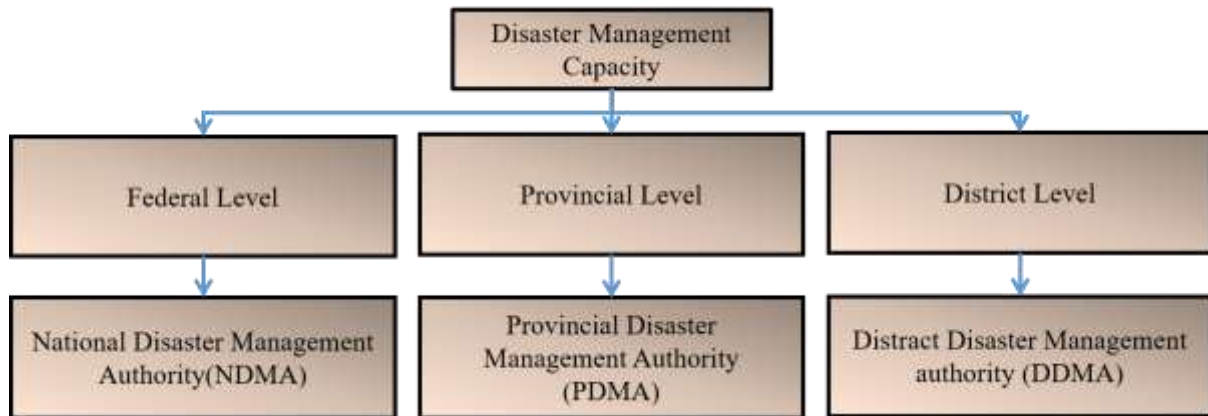 Disaster Management
Capacity
Federal Level
Provincial Level
District Level
National Disaster Management
Authority(NDMA)
Provincial Disaster
Management Authority
(PDMA)
Distract Disaster Management
authority (DDMA)